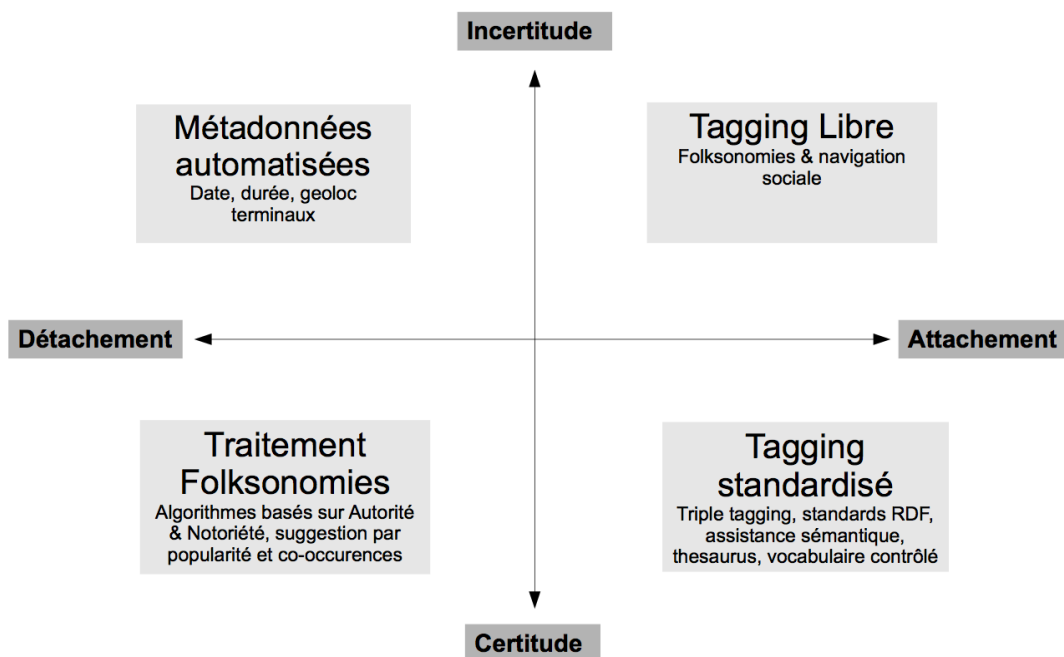 Incertitude
Métadonnées
automatisées
Date, durée, geoloc
terminaux
Tagging Libre
Folksonomies & navigation
sociale
Détachement
Attachement
Traitement
Folksonomies
Algorithmes basés sur Autorité
& Notoriété, suggestion par
popularité et co-occurences
Tagging
standardisé
Triple tagging, standards RDF,
assistance sémantique,
thesaurus, vocabulaire contrôlé
Certitude